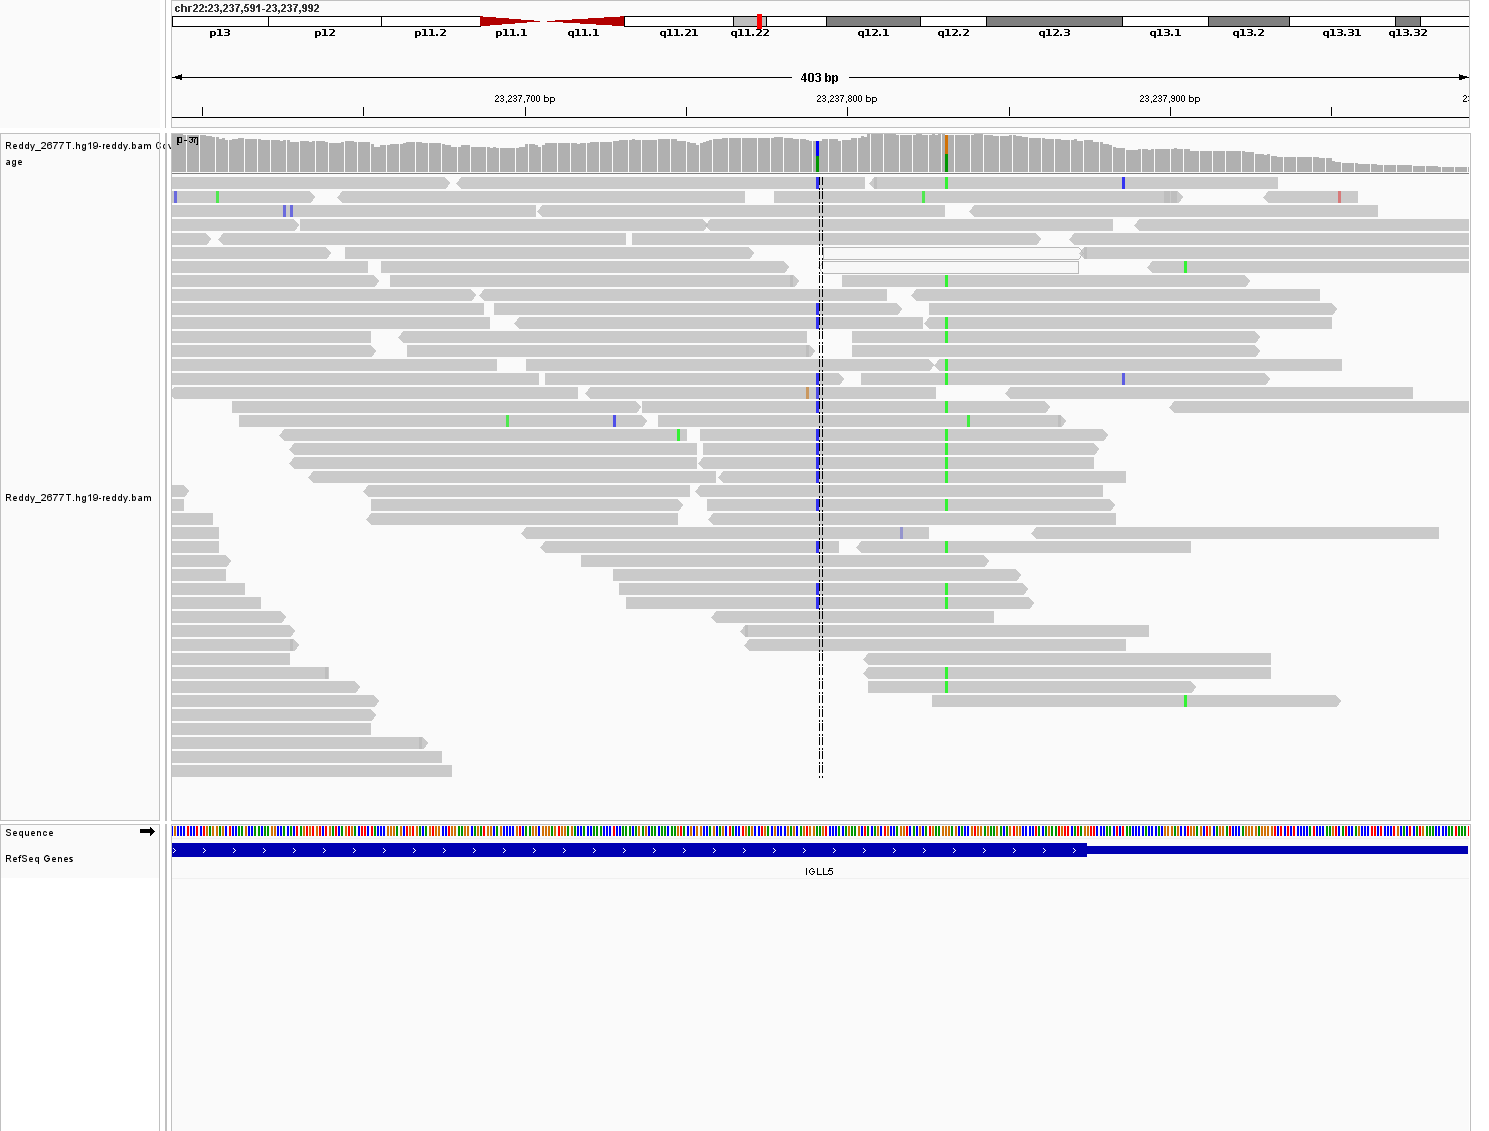 chr22:23,237,591-23,237,992
p13 p12 p11.2 p11.1 q11.1 q11.21 q11.22 q12.1 q12.2 q12.3 q13.1 q13.2 q13.31 q13.32
403 bp
23,237,700 bp 23,237,800 bp 23,237,900 bp 23
Reddy_2677T.hg19-reddy.bam Cov
age
[0 - 37]
Reddy_2677T.hg19-reddy.bam
Sequence
RefSeq Genes
IGLL5